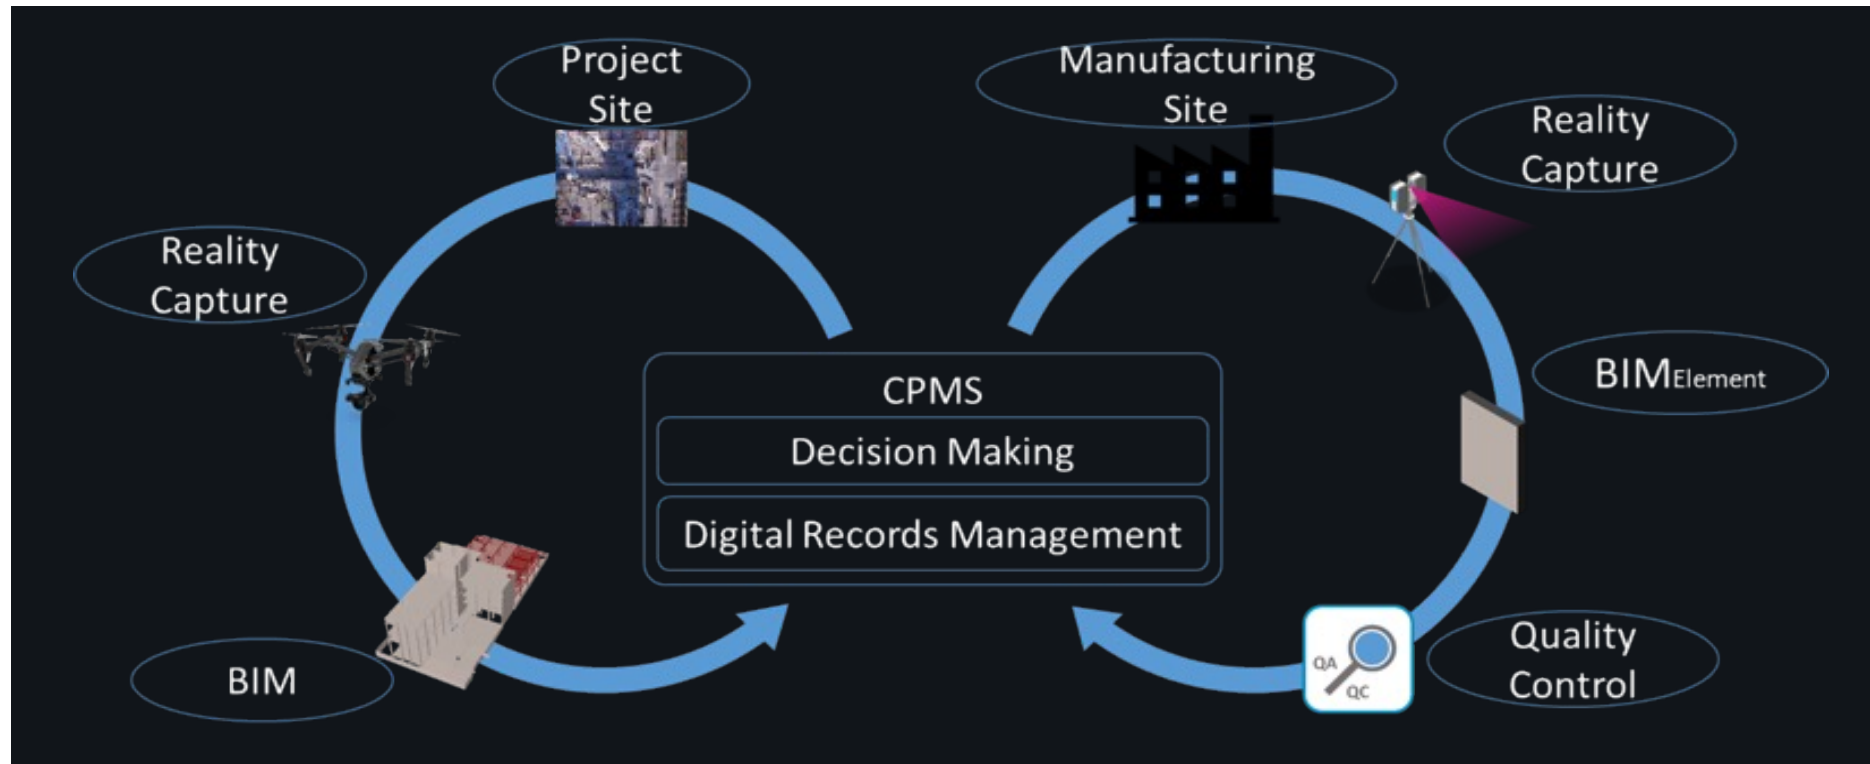 Project
Site
Manufacturing
Site
Reality
Capture
Reality
Capture
CPMS
BIMElement
Decision Making
Digital Records Management
BIM
QA
QC
Quality
Control